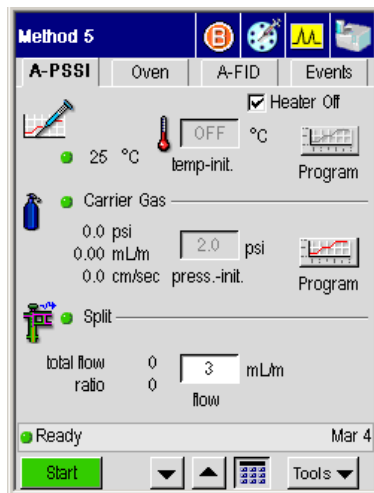 Method 5
B
A-PSSI Oven A-FID Events
Heater Off
25 °C OFF °C
temp-init. Program
Carrier Gas
0.0 psi
0.00 mL/m 2.0 psi
0.0 cm/sec press.-init. Program
Split
total flow 0 3 mL/m
ratio 0
flow
Ready Mar 4
Start Tools